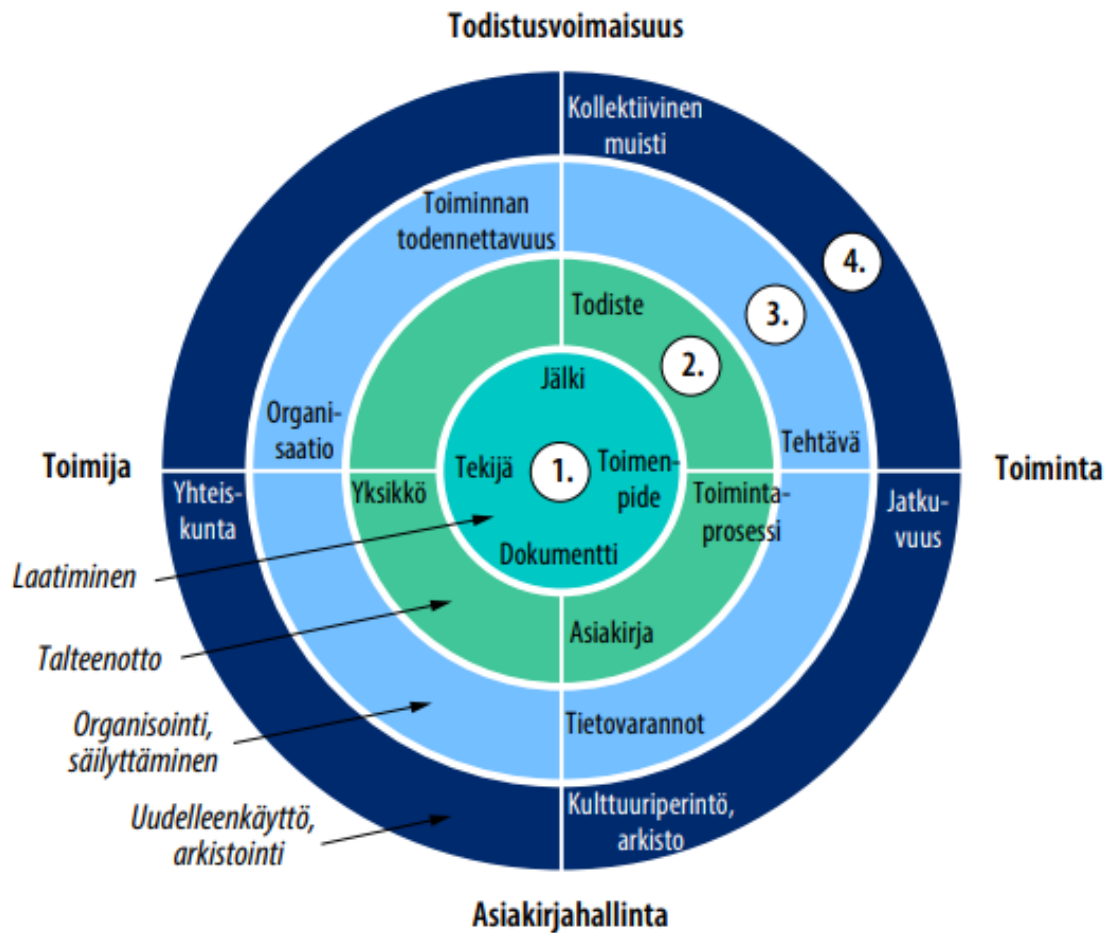 Todistusvoimaisuus
Kollektiivinen
muisti
Toiminnan
todennettavuus
4.
3.
Todiste
2.
Jälki
Organi-
saatio
Tehtävä
Toimija
Tekijä
1.
Toimen-
pide
Toiminta
Yhteis-
kunta
Yksikkö
Toiminta-
prosessi
Jatku-
vuus
Dokumentti
Laatiminen
Asiakirja
Talteenotto
Tietovarannot
Organisointi,
säilyttäminen
Kulttuuriperintö,
arkisto
Uudelleenkäyttö,
arkistointi
Asiakirjahallinta